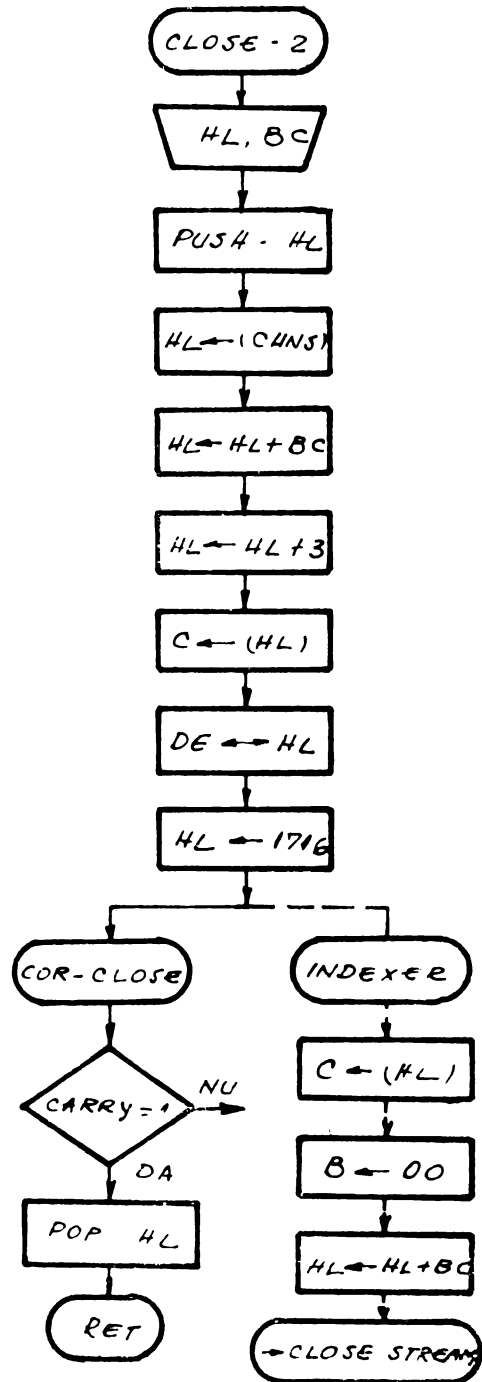 CLOSE - 2
HL, BC
PUSH - HL
HL ← (CHNS)
HL ← HL + BC
HL ← HL + 3
C ← (HL)
DE ↔ HL
HL ← 1716
COR-CLOSE
INDEXER
C ← (HL)
CARRY = 1
NU
B ← 00
DA
POP HL
HL ← HL + BC
RET
→ CLOSE STREAM